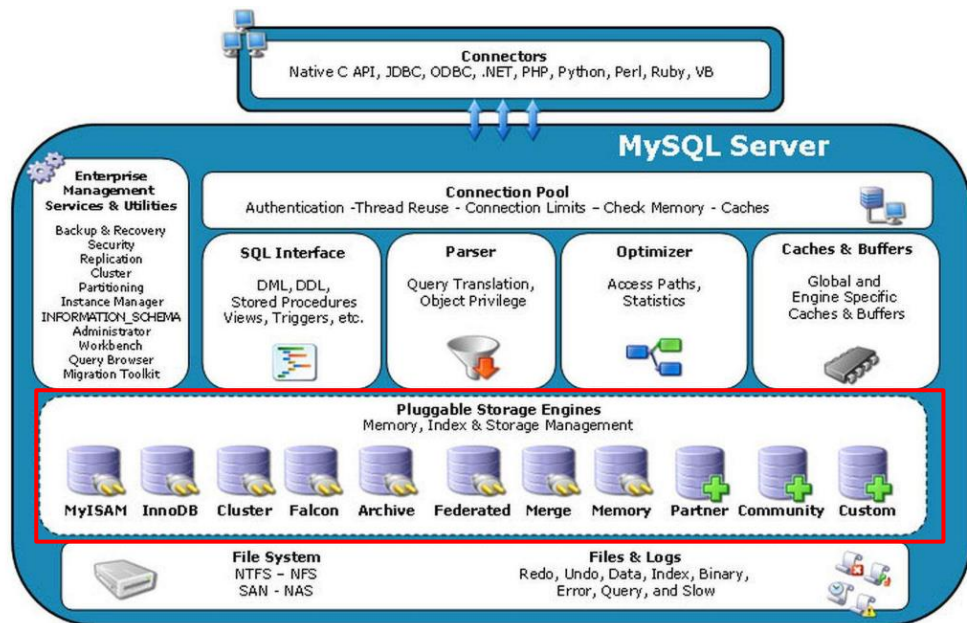 Connectors
Native C API, JDBC, ODBC, .NET, PHP, Python, Perl, Ruby, VB
MySQL Server
Enterprise
Management
Services & Utilities
Backup & Recovery
Security
Replication
Cluster
Partitioning
Instance Manager
INFORMATION_SCHEMA
Administrator
Workbench
Query Browser
Migration Toolkit
Connection Pool
Authentication -Thread Reuse - Connection Limits – Check Memory - Caches
SQL Interface
DML, DDL,
Stored Procedures
Views, Triggers, etc.
Parser
Query Translation,
Object Privilege
Optimizer
Access Paths,
Statistics
Caches & Buffers
Global and
Engine Specific
Caches & Buffers
Pluggable Storage Engines
Memory, Index & Storage Management
MyISAM InnoDB Cluster Falcon Archive Federated Merge Memory Partner Community Custom
File System
NTFS – NFS
SAN - NAS
Files & Logs
Redo, Undo, Data, Index, Binary,
Error, Query, and Slow